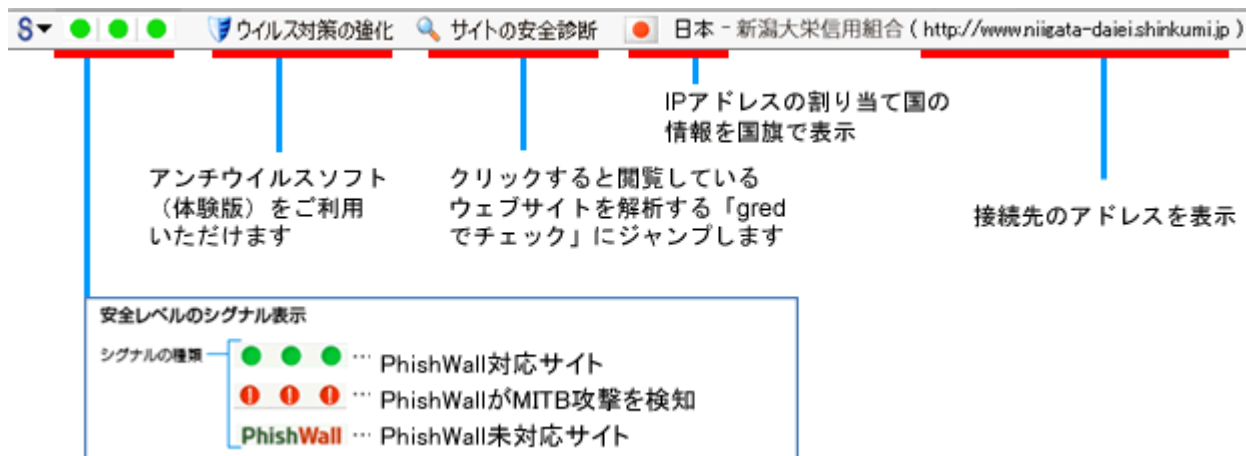 S▼ ウイルス対策の強化 サイトの安全診断 日本 - 新潟大栄信用組合 ( http://www.niigata-daiei.shinkumi.jp )
IPアドレスの割り当て国の
情報を国旗で表示
アンチウイルスソフト
（体験版）をご利用
いただけます
クリックすると閲覧している
ウェブサイトを解析する「gred
でチェック」にジャンプします
接続先のアドレスを表示
安全レベルのシグナル表示
シグナルの種類
… PhishWall対応サイト
… PhishWallがMITB攻撃を検知
PhishWall … PhishWall未対応サイト